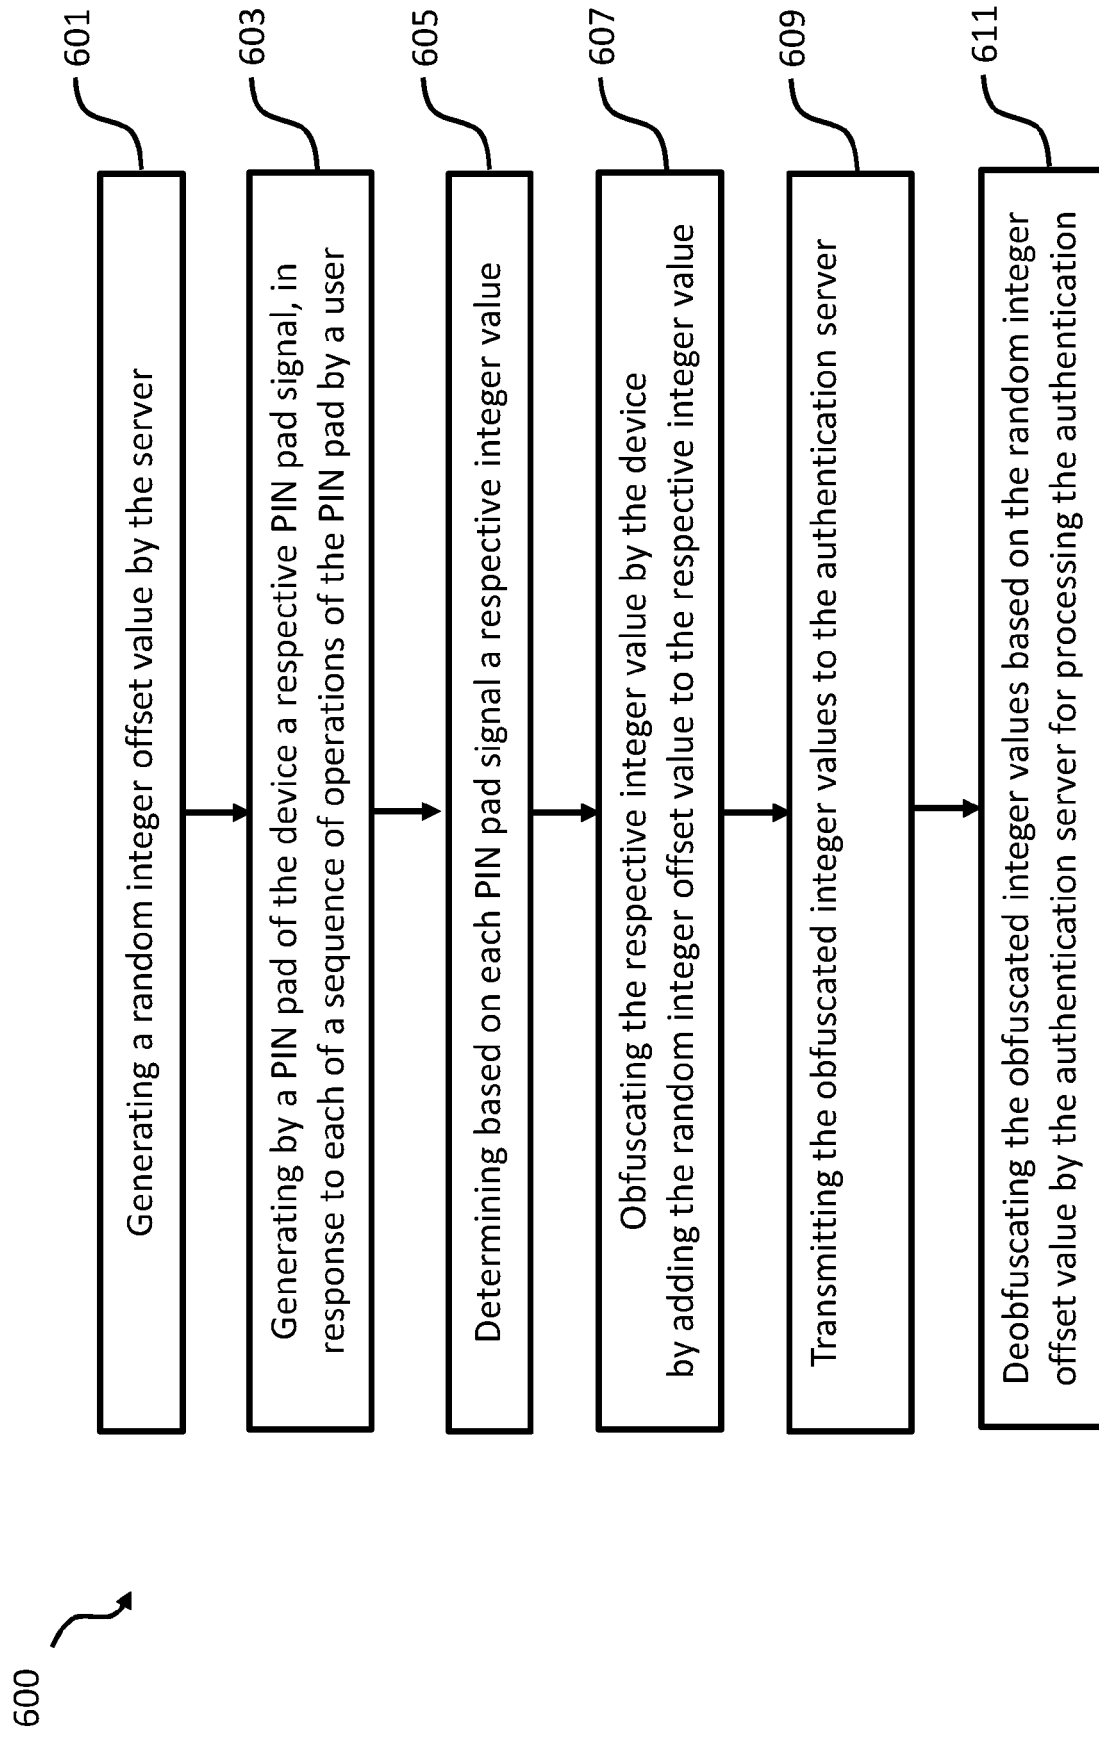 600
601
Generating a random integer offset value by the server
603
Generating by a PIN pad of the device a respective PIN pad signal, in
response to each of a sequence of operations of the PIN pad by a user
605
Determining based on each PIN pad signal a respective integer value
607
Obfuscating the respective integer value by the device
by adding the random integer offset value to the respective integer value
609
Transmitting the obfuscated integer values to the authentication server
611
Deobfuscating the obfuscated integer values based on the random integer
offset value by the authentication server for processing the authentication